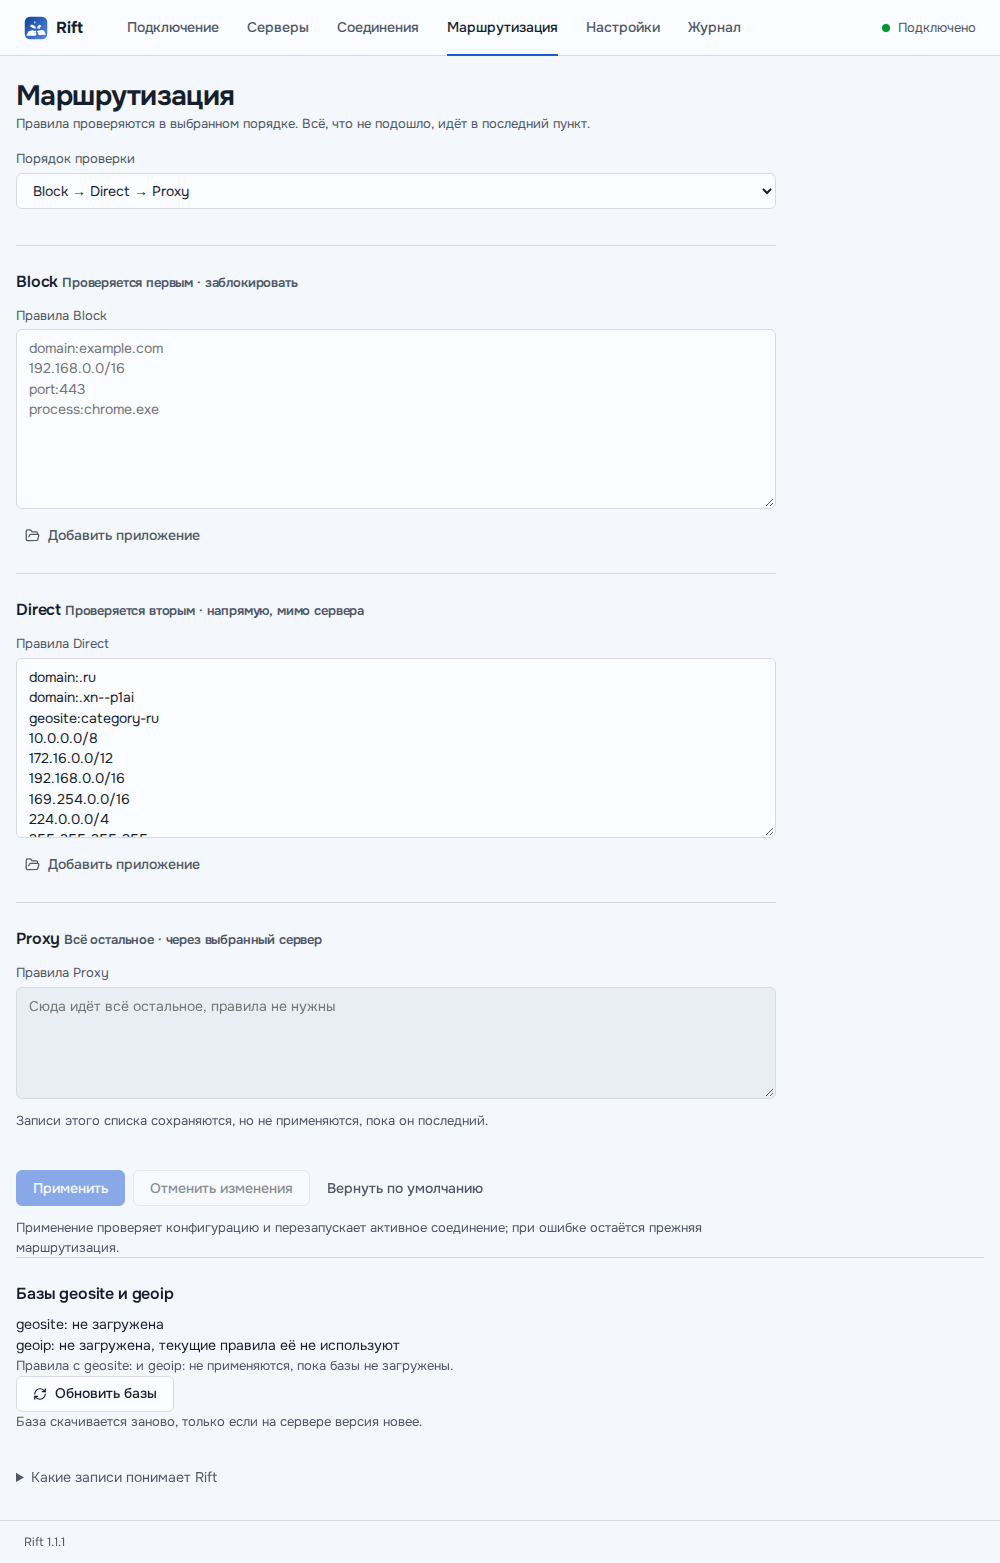 Rift
Подключение
Серверы
Соединения
Маршрутизация
Настройки
Журнал
Подключено
Маршрутизация
Правила проверяются в выбранном порядке. Всё, что не подошло, идёт в последний пункт.
Порядок проверки
Block → Direct → Proxy
Block Проверяется первым · заблокировать
Правила Block
domain:example.com
192.168.0.0/16
port:443
process:chrome.exe
Добавить приложение
Direct Проверяется вторым · напрямую, мимо сервера
Правила Direct
domain:.ru
domain:.xn--p1ai
geosite:category-ru
10.0.0.0/8
172.16.0.0/12
192.168.0.0/16
169.254.0.0/16
224.0.0.0/4
Добавить приложение
Proxy Всё остальное · через выбранный сервер
Правила Proxy
Сюда идёт всё остальное, правила не нужны
Записи этого списка сохраняются, но не применяются, пока он последний.
Применить
Отменить изменения
Вернуть по умолчанию
Применение проверяет конфигурацию и перезапускает активное соединение; при ошибке остаётся прежняя
маршрутизация.
Базы geosite и geoip
geosite: не загружена
geoip: не загружена, текущие правила её не используют
Правила с geosite: и geoip: не применяются, пока базы не загружены.
Обновить базы
База скачивается заново, только если на сервере версия новее.
Какие записи понимает Rift
Rift 1.1.1